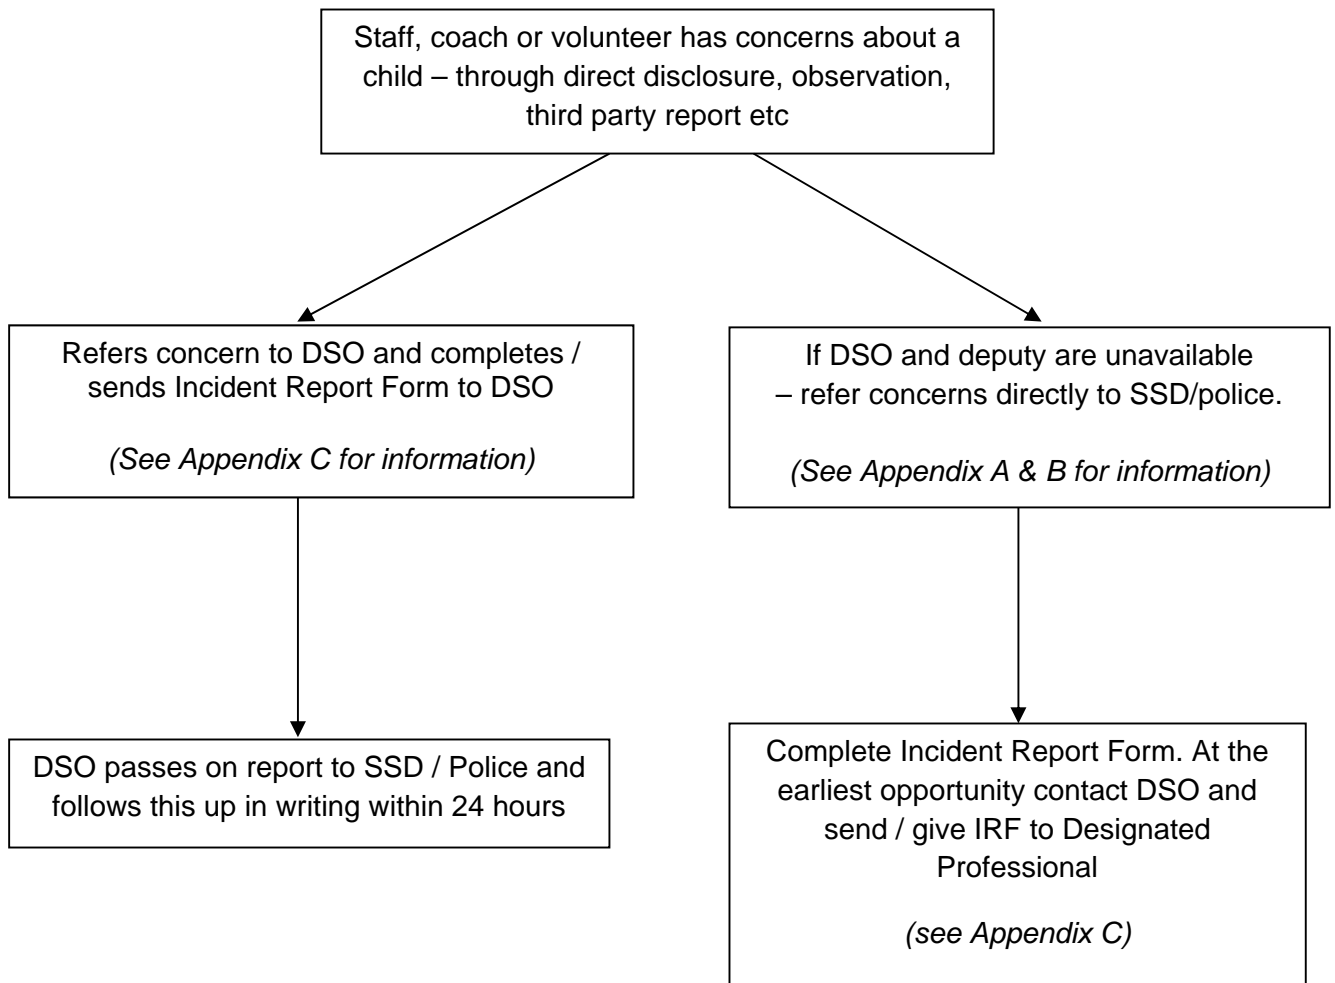 Staff, coach or volunteer has concerns about a
child – through direct disclosure, observation,
third party report etc
Refers concern to DSO and completes /
sends Incident Report Form to DSO
(See Appendix C for information)
If DSO and deputy are unavailable
– refer concerns directly to SSD/police.
(See Appendix A & B for information)
DSO passes on report to SSD / Police and
follows this up in writing within 24 hours
Complete Incident Report Form. At the
earliest opportunity contact DSO and
send / give IRF to Designated
Professional
(see Appendix C)